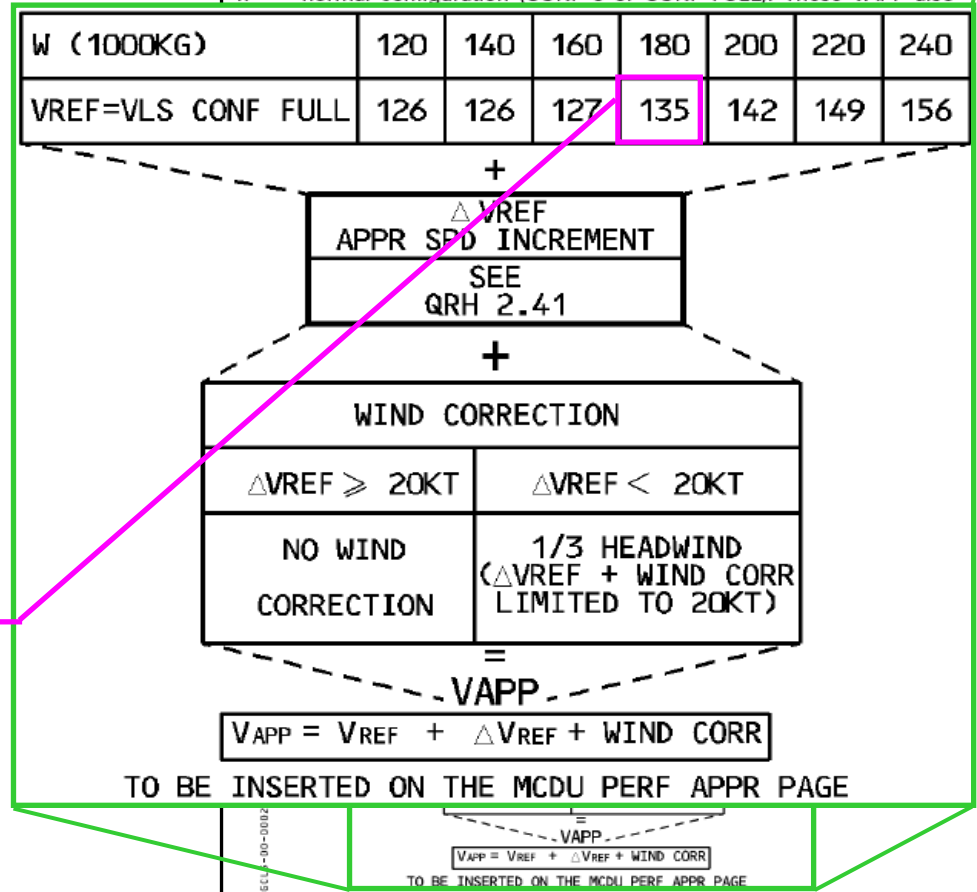 W (1000KG) 120 140 160 180 200 220 240
VREF=VLS CONF FULL 126 126 127 135 142 149 156
+
△ VREF
APPR SPD INCREMENT
SEE
QRH 2.41
+
WIND CORRECTION
△VREF ⩾ 20KT △VREF < 20KT
NO WIND
CORRECTION
1/3 HEADWIND
(△VREF + WIND CORR
LIMITED TO 20KT)
=
VAPP
VAPP = VREF + △VREF + WIND CORR
TO BE INSERTED ON THE MCDU PERF APPR PAGE
=
VAPP
VAPP = VREF + △VREF + WIND CORR
TO BE INSERTED ON THE MCDU PERF APPR PAGE